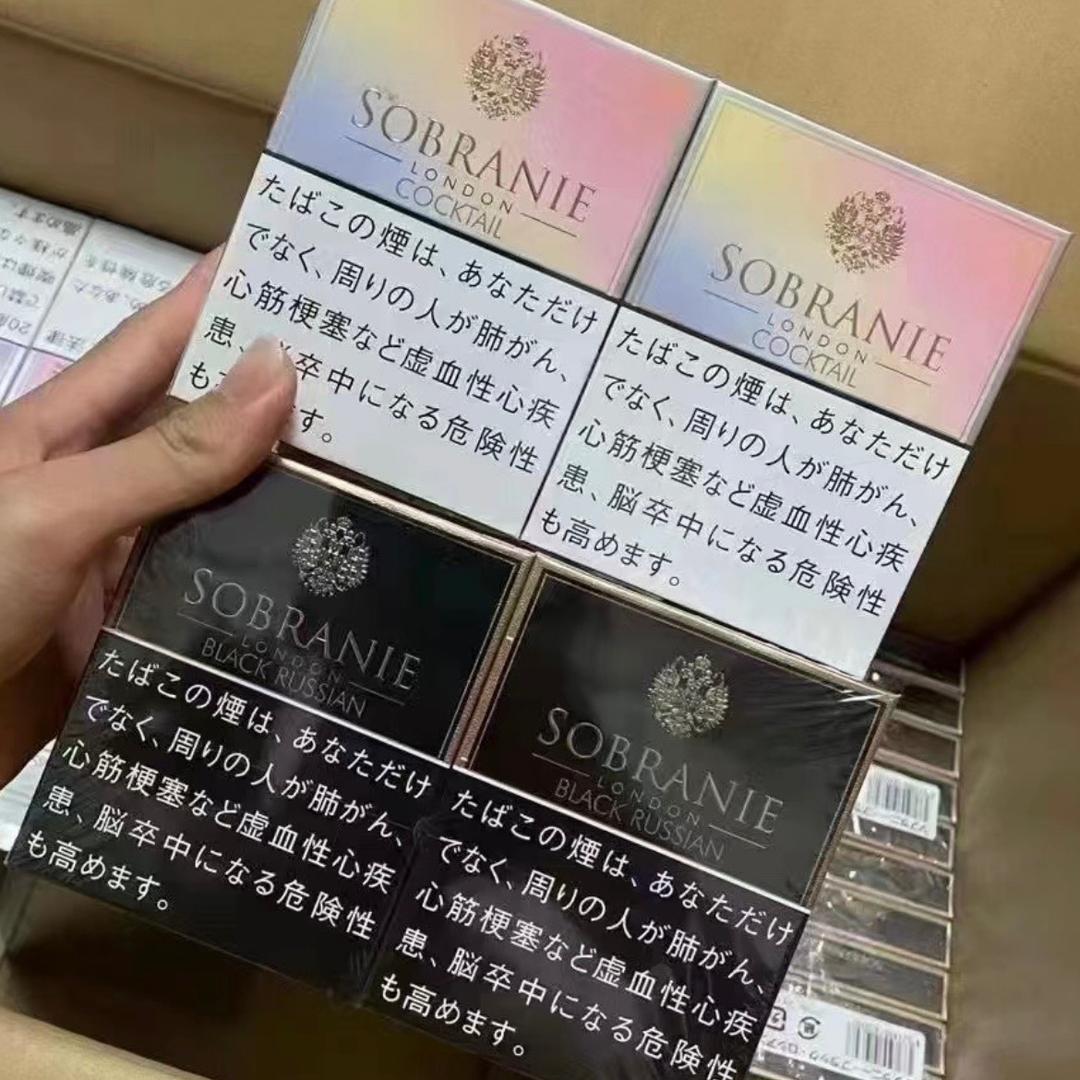 SOBRANIE
LONDON
COCKTAIL
たばこの煙は、あなただけ
でなく、周りの人が肺がん、
心筋梗塞など虚血性心疾
患、 卒中になる危険性
も す。
SOBRANIE
LONDON
COCKTAIL
たばこの煙は、あなただけ
でなく、周りの人が肺がん、
心筋梗塞など虚血性心疾
患、脳卒中になる危険性
も高めます。
SOBRANIE
LONDON
BLACK RUSSIAN
たばこの煙は、あなただけ
でなく、周りの人が肺がん、
心筋梗塞など虚血性心疾
患、脳卒中になる危険性
も高めます。
SOBRANIE
LONDON
BLACK RUSSIAN
たばこの煙は、あなただけ
でなく、周りの人が肺がん、
心筋梗塞など虚血性心疾
患、脳卒中になる危険性
も高めます。